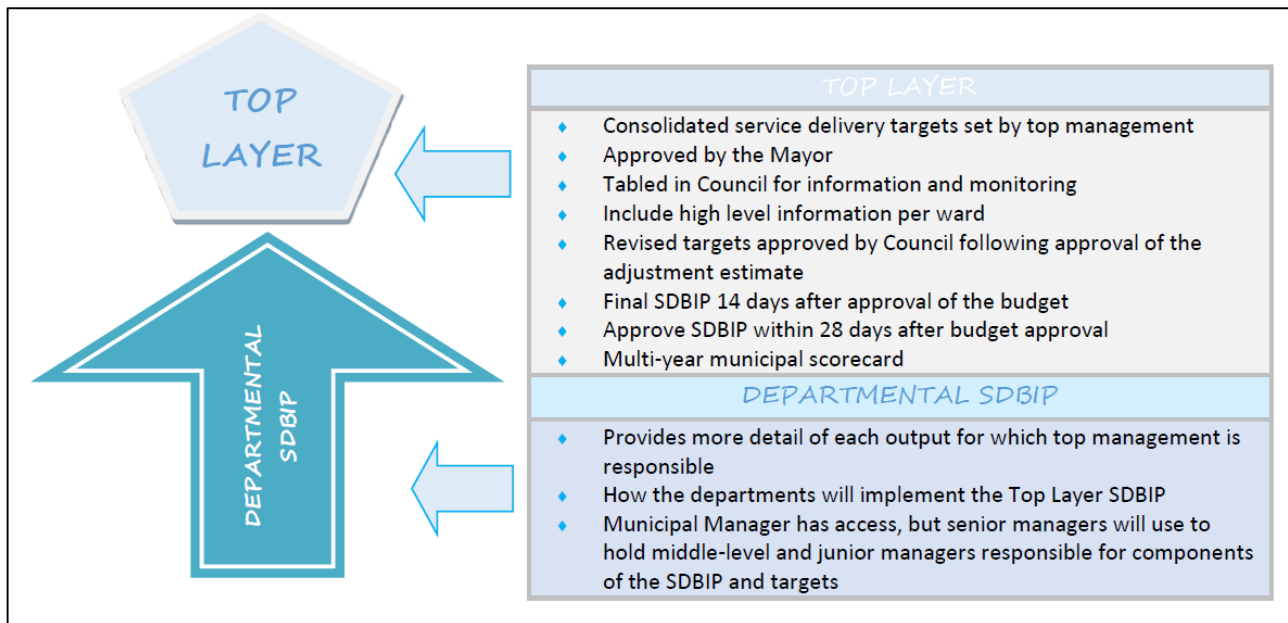 TOP
LAYER
DEPARTMENTAL
SDBIP
TOP LAYER
♦ Consolidated service delivery targets set by top management
♦ Approved by the Mayor
♦ Tabled in Council for information and monitoring
♦ Include high level information per ward
♦ Revised targets approved by Council following approval of the
adjustment estimate
♦ Final SDBIP 14 days after approval of the budget
♦ Approve SDBIP within 28 days after budget approval
♦ Multi-year municipal scorecard
DEPARTMENTAL SDBIP
♦ Provides more detail of each output for which top management is
responsible
♦ How the departments will implement the Top Layer SDBIP
♦ Municipal Manager has access, but senior managers will use to
hold middle-level and junior managers responsible for components
of the SDBIP and targets